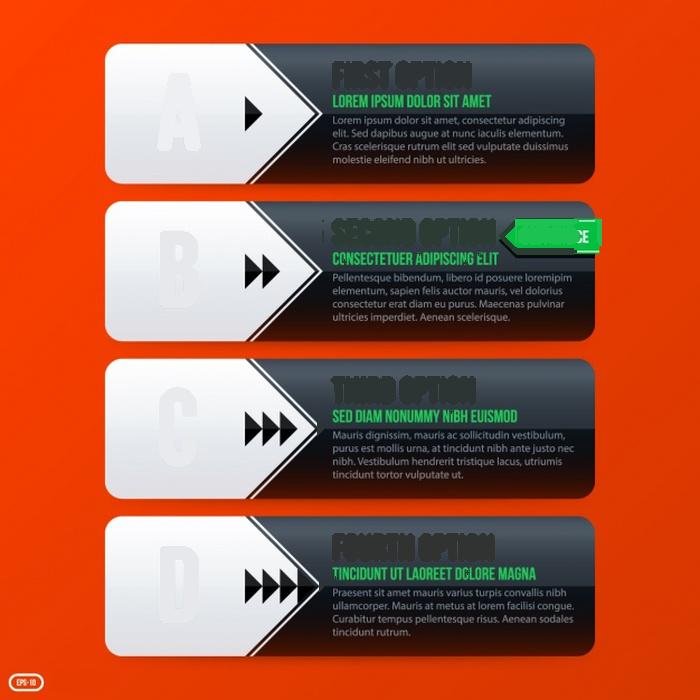 A
FIRST OPTION
LOREM IPSUM DOLOR SIT AMET
Lorem ipsum dolor sit amet, consectetur adipiscing
elit. Sed dapibus augue at nunc iaculis elementum.
Cras scelerisque rutrum elit sed vulputate duissimus
molestie eleifend nibh ut ultricies.
B
SECOND OPTION
CONSECTETUER ADIPISCING ELIT
Pellentesque bibendum, libero id posuere loremipim
elementum, sapien felis auctor mauris, vel dolorius
consectetur erat diam eu purus. Maecenas pulvinar
ultricies imperdiet. Aenean scelerisque.
C
THIRD OPTION
SED DIAM NONUMMY NIBH EUISMOD
Mauris dignissim, mauris ac sollicitudin vestibulum,
purus est mollis urna, at tincidunt nibh ante justo nec
nibh. Vestibulum hendrerit tristique lacus, utriumis
tincidunt tortor vulputate ut.
D
FOURTH OPTION
TINCIDUNT UT LAOREET DOLORE MAGNA
Praesent sit amet mauris varius turpis convallis nibh
ullamcorper. Mauris at metus at lorem facilisi congue.
Curabitur tempus pellentesque risus. Aenean sodales
tincidunt rutrum.
EPS-10